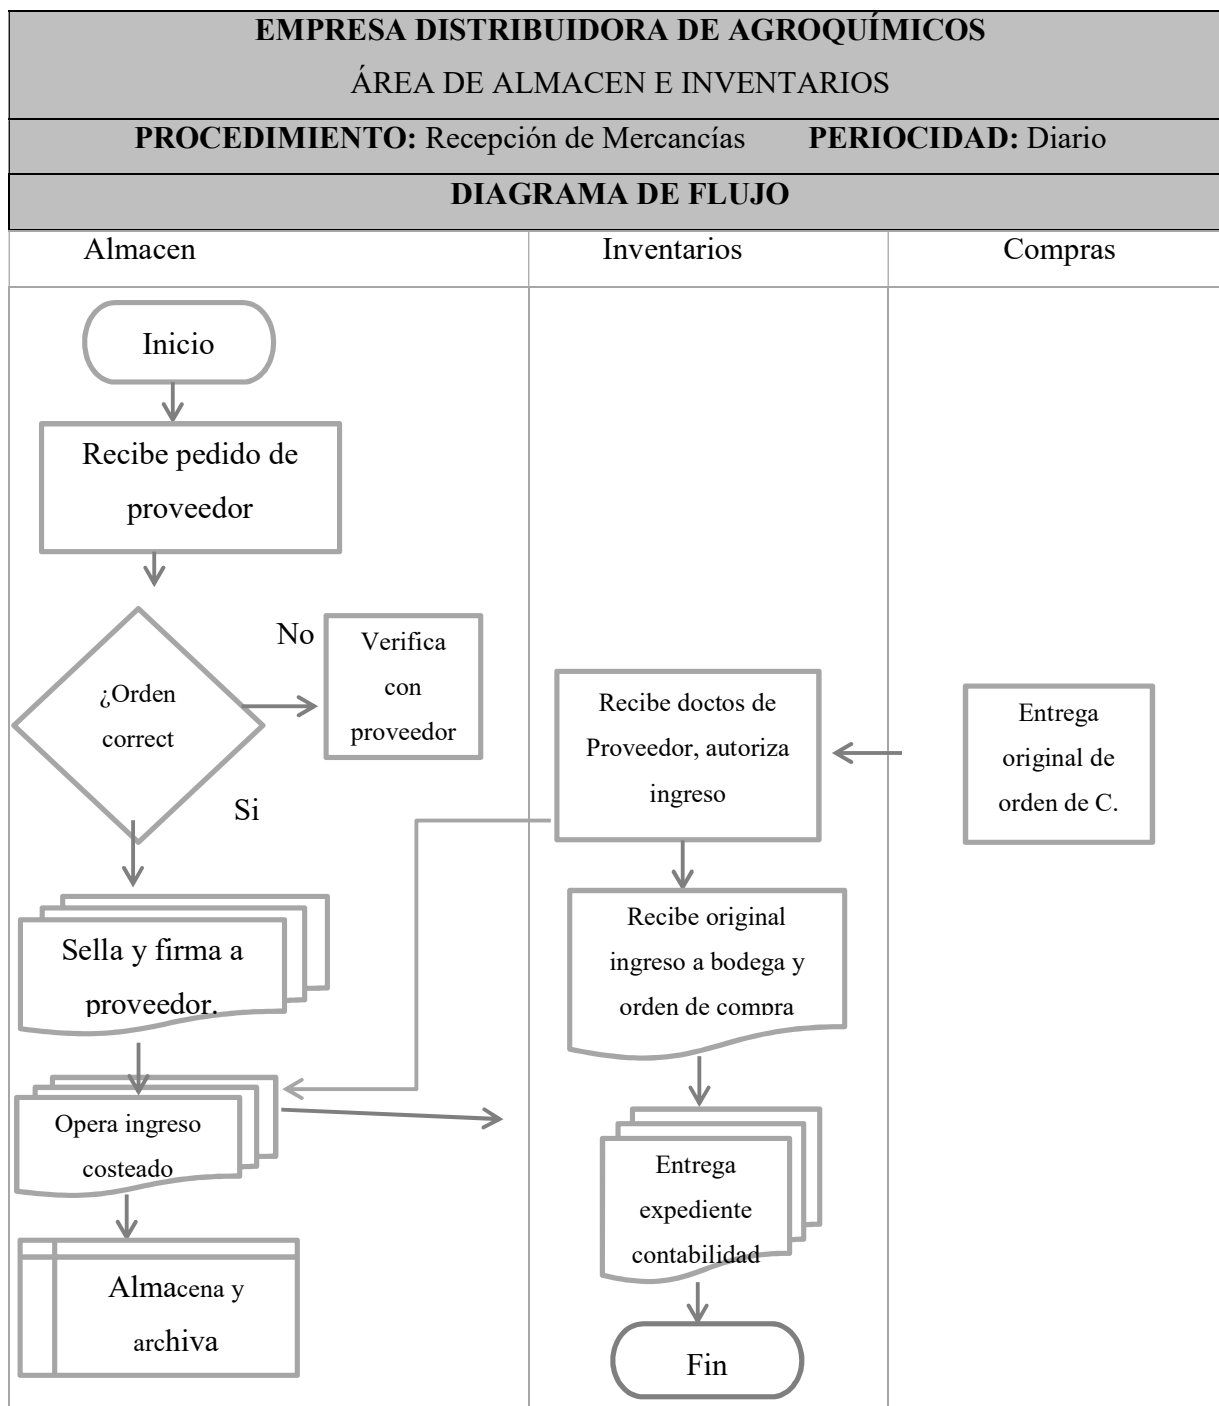 EMPRESA DISTRIBUIDORA DE AGROQUÍMICOS
ÁREA DE ALMACEN E INVENTARIOS
PROCEDIMIENTO: Recepción de Mercancías PERIOCIDAD: Diario
DIAGRAMA DE FLUJO
Almacen
Inventarios
Compras
Inicio
Recibe pedido de
proveedor
¿Orden
correct
No
Verifica
con
proveedor
Si
Sella y firma a
proveedor.
Opera ingreso
costeado
Almacena y
archiva
Recibe doctos de
Proveedor, autoriza
ingreso
Recibe original
ingreso a bodega y
orden de compra
Entrega
expediente
contabilidad
Fin
Entrega
original de
orden de C.